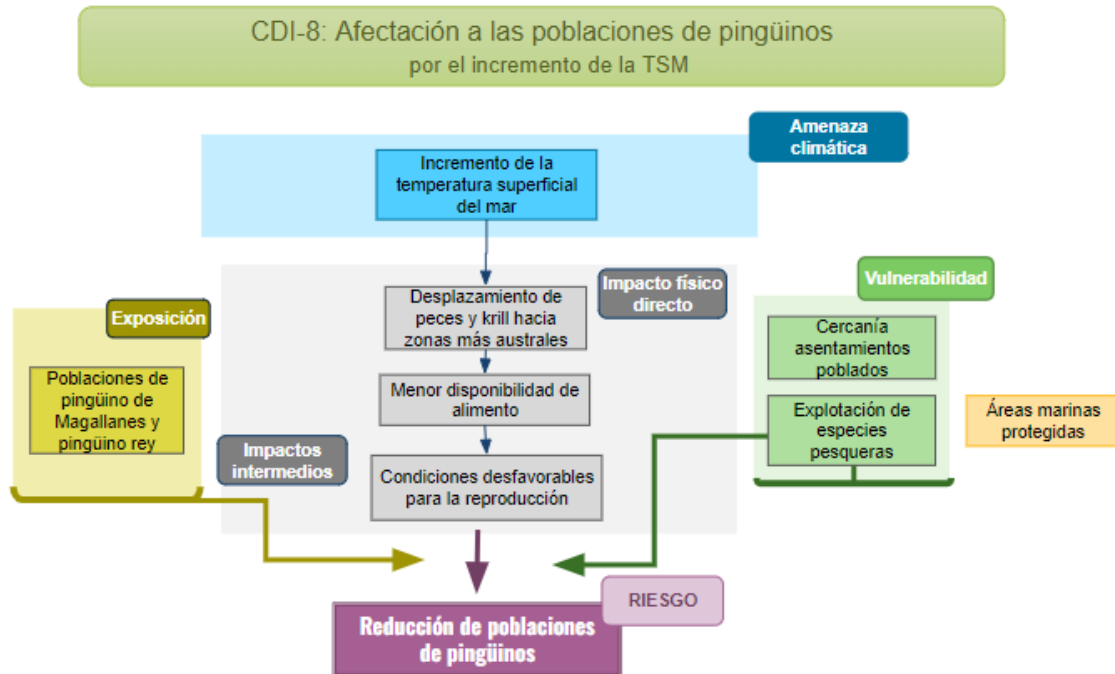 CDI-8: Afectación a las poblaciones de pingüinos
por el incremento de la TSM
Amenaza
climática
Incremento de la
temperatura superficial
del mar
Impacto físico
directo
Vulnerabilidad
Exposición
Desplazamiento de
peces y krill hacia
zonas más australes
Cercanía
asentamientos
poblados
Poblaciones de
pingüino de
Magallanes y
pingüino rey
Menor disponibilidad de
alimento
Explotación de
especies
pesqueras
Áreas marinas
protegidas
Impactos
intermedios
Condiciones desfavorables
para la reproducción
RIESGO
Reducción de poblaciones
de pingüinos